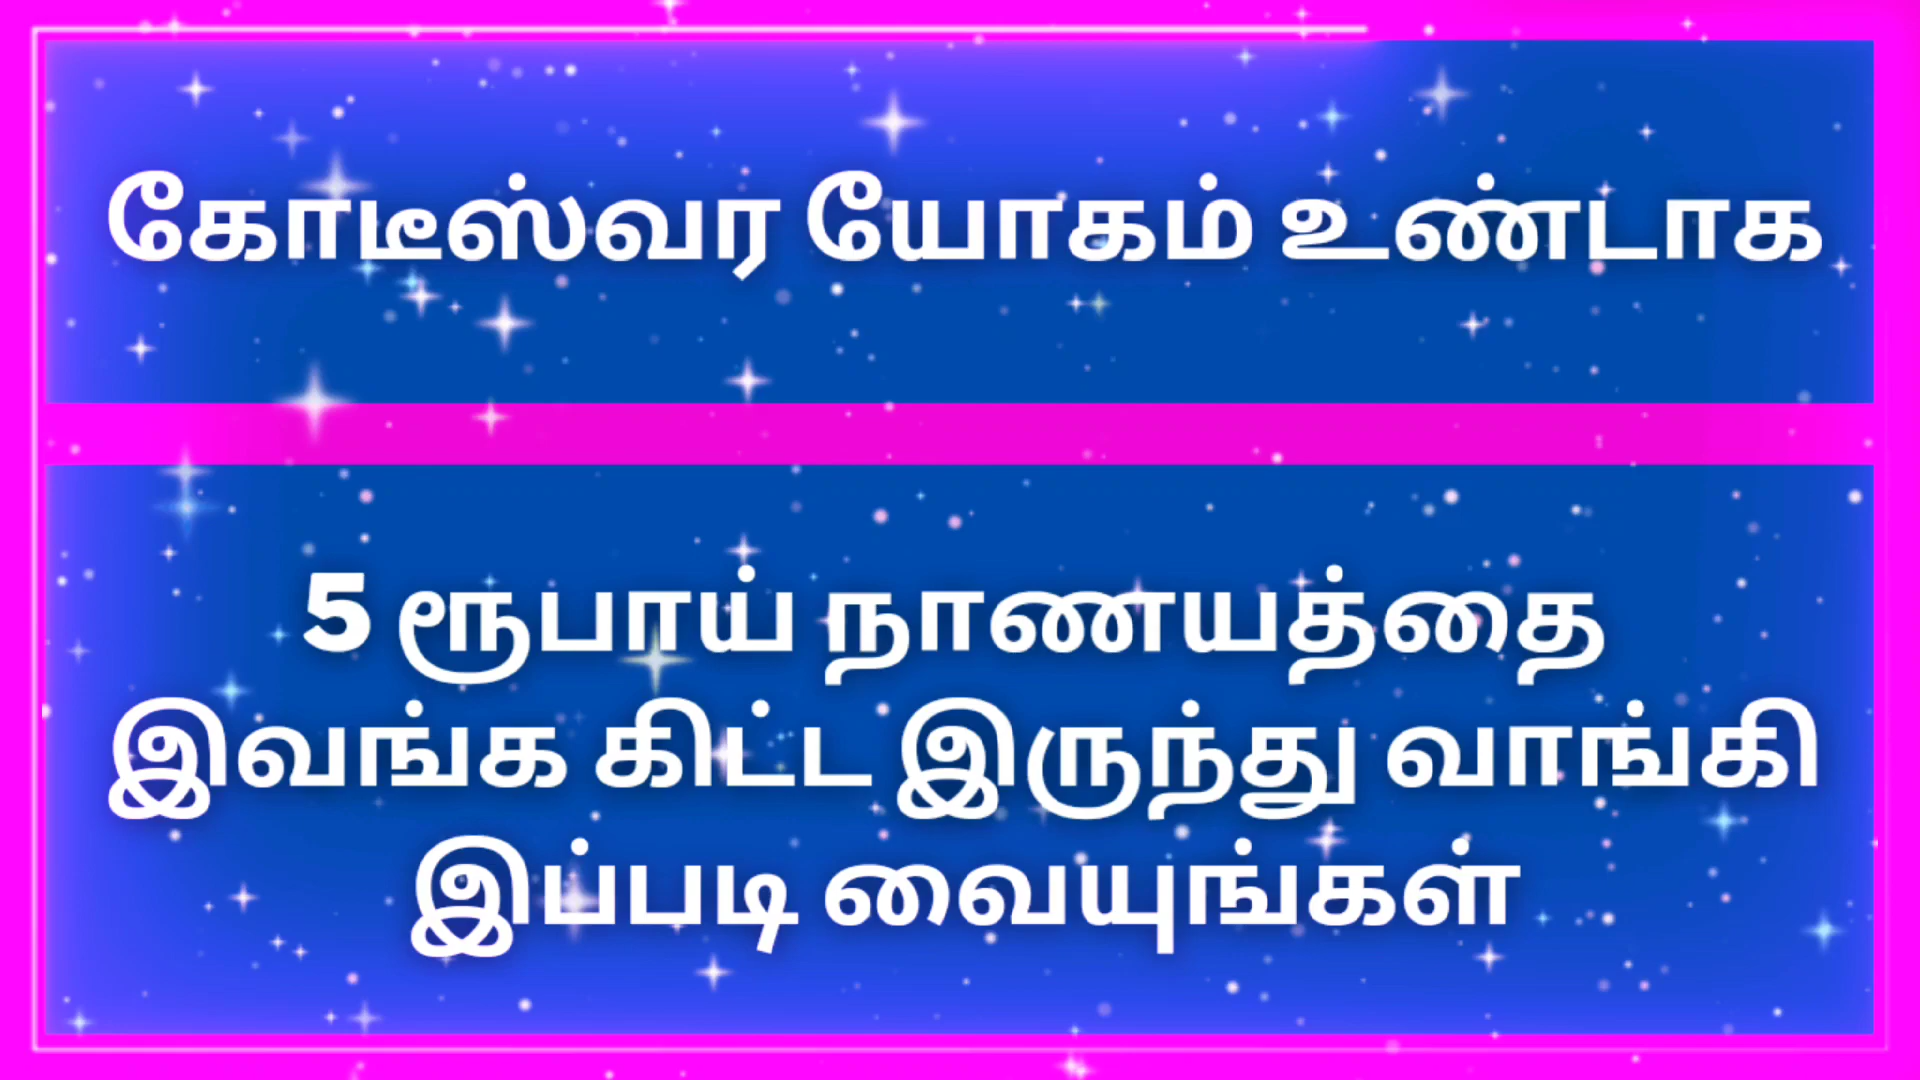 கோடீஸ்வர யோகம் உண்டாக
5 ரூபாய் நாணயத்தை
இவங்க கிட்ட இருந்து வாங்கி
இப்படி வையுங்கள்